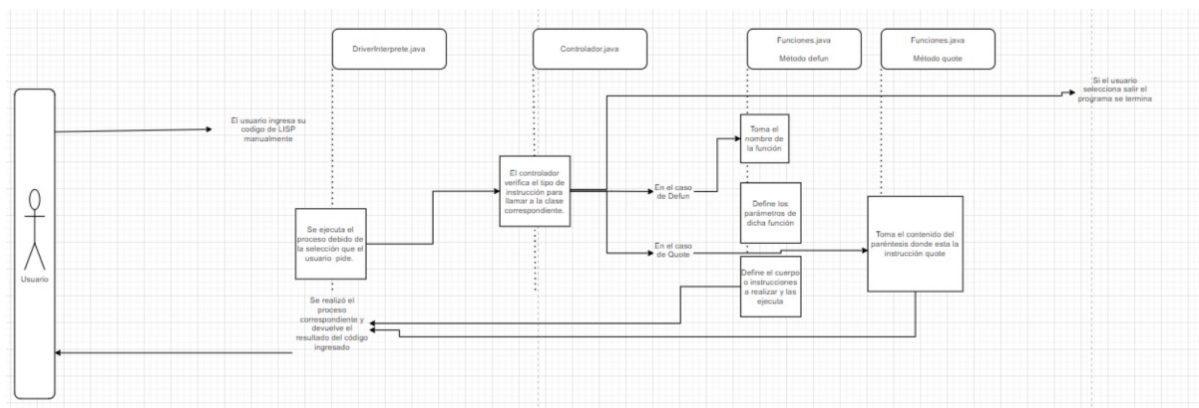 DriverInterprete.java
Controlador.java
Funciones.java
Método defun
Funciones.java
Método quote
Si el usuario
selecciona salir el
programa se termina
El usuario ingresa su
codigo de LISP
manualmente
Toma el
nombre de
la función
El controlador
verifica el tipo de
instrucción para
llamar a la clase
correspondiente.
En el caso
de Defun
Define los
parámetros de
dicha función
Se ejecuta el
proceso debido de
la selección que el
usuario pide.
En el caso
de Quote
Toma el contenido del
paréntesis donde esta la
instrucción quote
Usuario
Define el cuerpo
o instrucciones
a realizar y las
ejecuta
Se realizó el
proceso
correspondiente y
devuelve el
resultado del código
ingresado